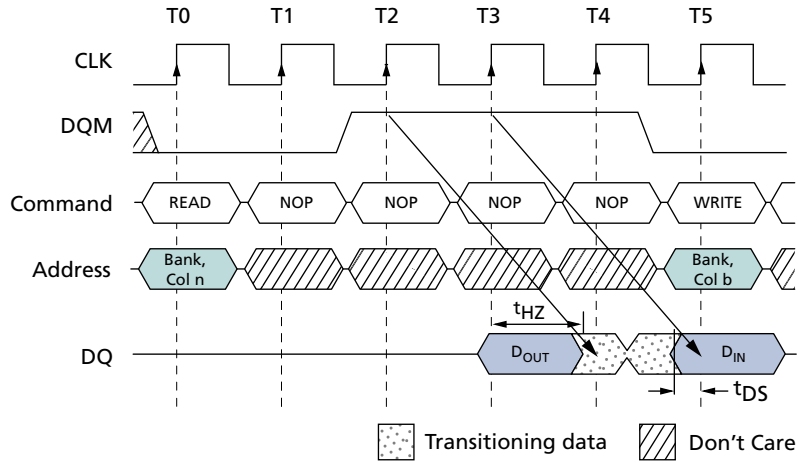 T0 T1 T2 T3 T4 T5
CLK
DQM
Command READ NOP NOP NOP NOP WRITE
Address Bank, Col n Bank, Col b
tHZ
DQ DOUT DIN
tDS
Transitioning data Don't Care